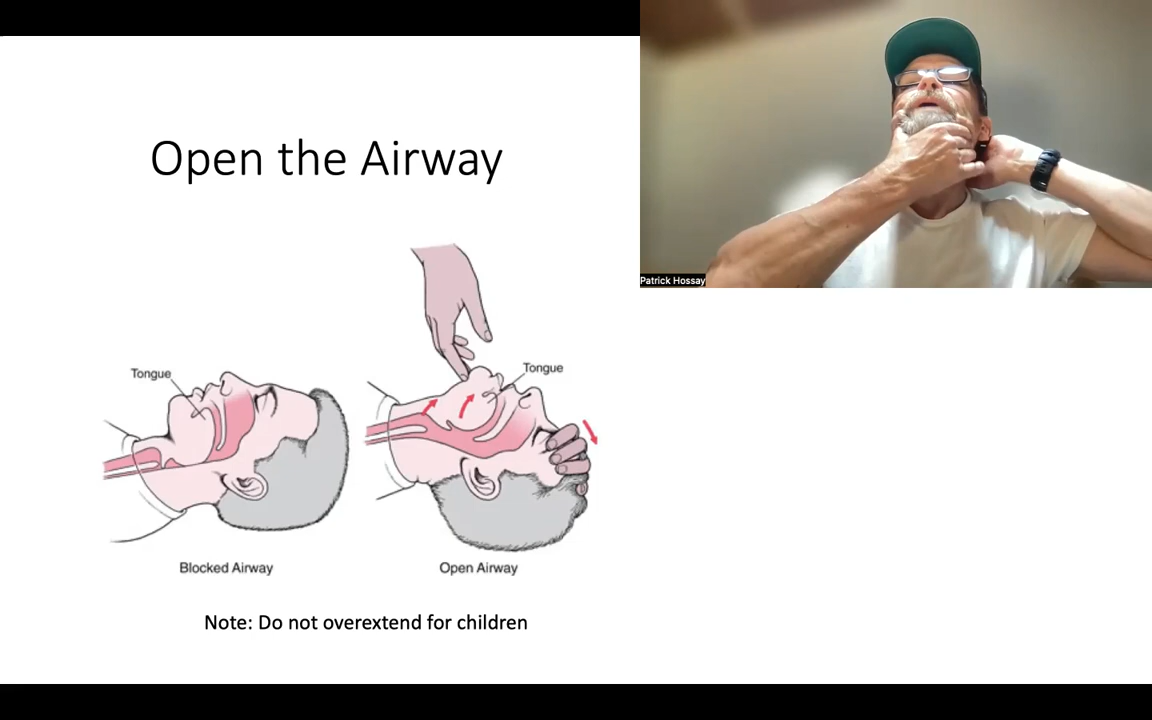 Open the Airway
Patrick Hossay
Tongue
Tongue
Blocked Airway
Open Airway
Note: Do not overextend for children